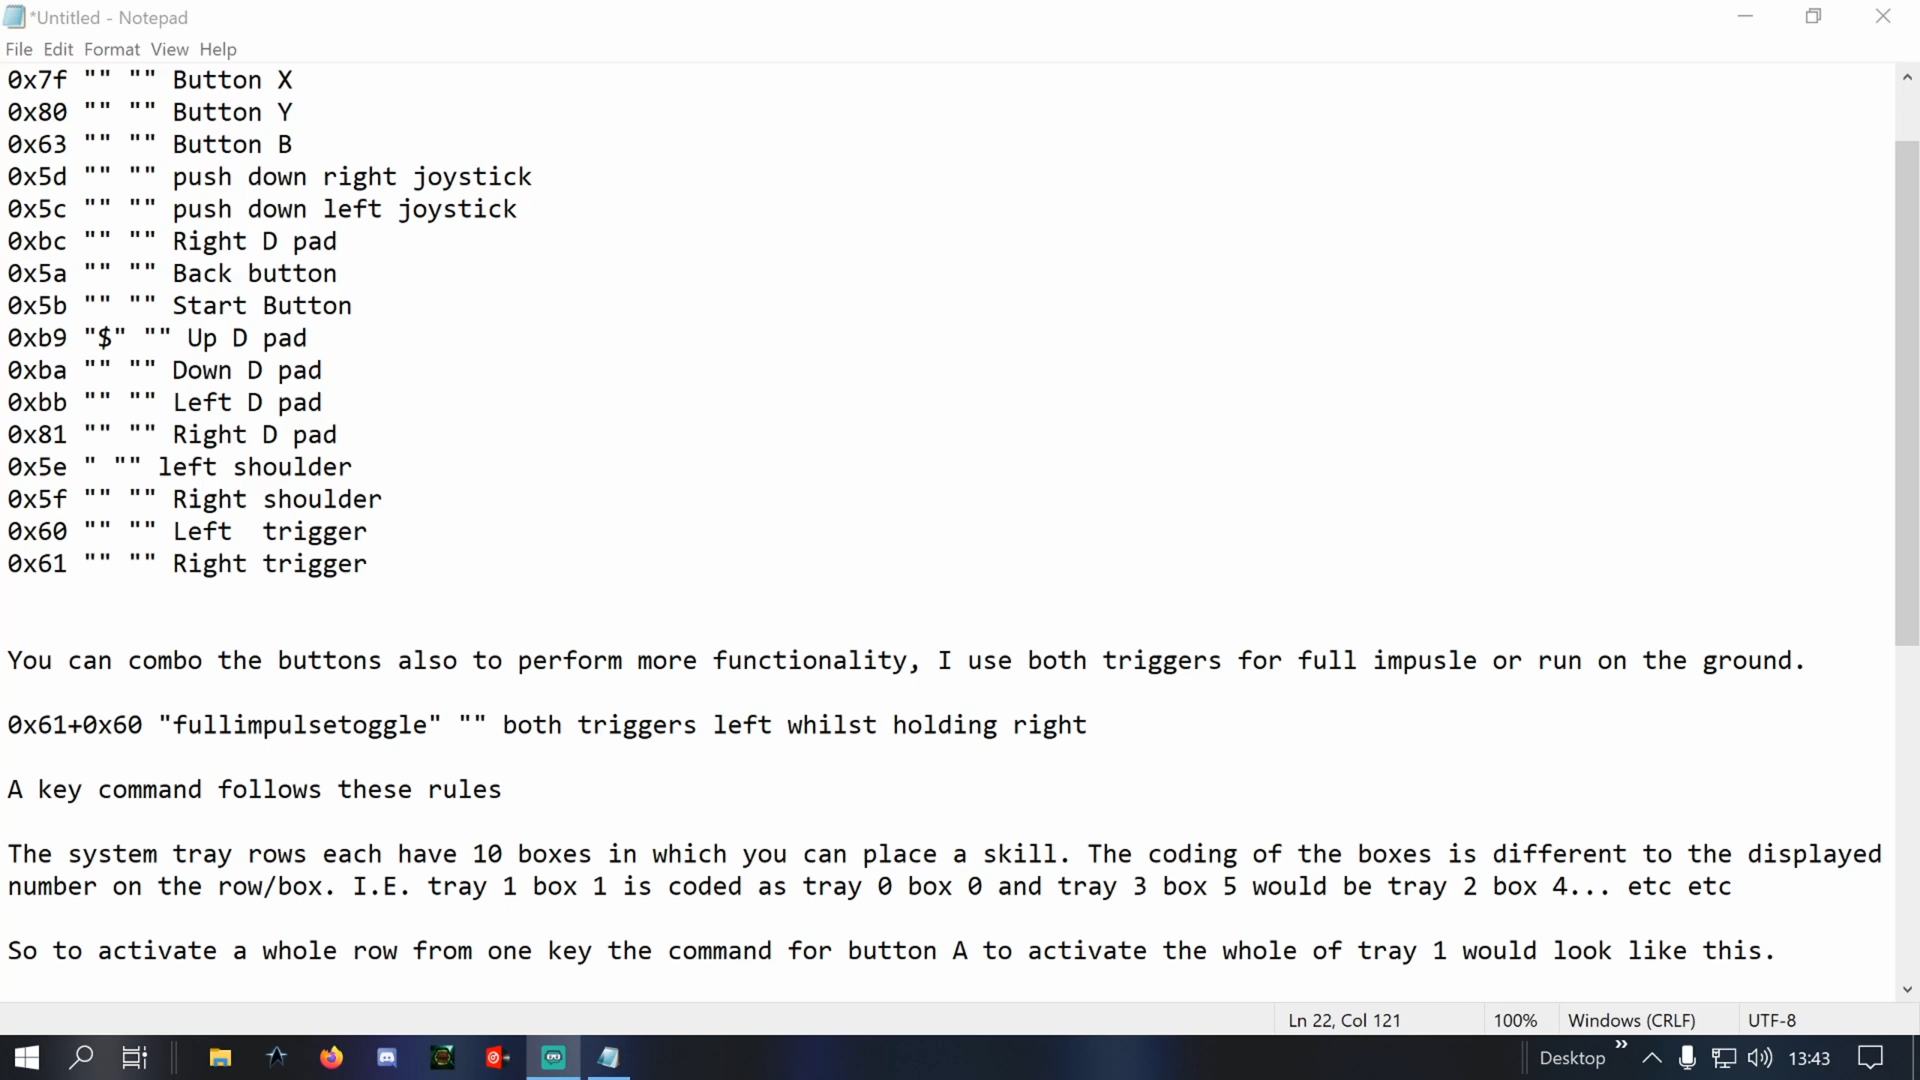 *Untitled - Notepad
File Edit Format View Help
0x7f "" "" Button X
0x80 "" "" Button Y
0x63 "" "" Button B
0x5d "" "" push down right joystick
0x5c "" "" push down left joystick
0xbc "" "" Right D pad
0x5a "" "" Back button
0x5b "" "" Start Button
0xb9 "$" "" Up D pad
0xba "" "" Down D pad
0xbb "" "" Left D pad
0x81 "" "" Right D pad
0x5e " "" left shoulder
0x5f "" "" Right shoulder
0x60 "" "" Left  trigger
0x61 "" "" Right trigger
You can combo the buttons also to perform more functionality, I use both triggers for full impusle or run on the ground.
0x61+0x60 "fullimpulsetoggle" "" both triggers left whilst holding right
A key command follows these rules
The system tray rows each have 10 boxes in which you can place a skill. The coding of the boxes is different to the displayed
number on the row/box. I.E. tray 1 box 1 is coded as tray 0 box 0 and tray 3 box 5 would be tray 2 box 4... etc etc
So to activate a whole row from one key the command for button A to activate the whole of tray 1 would look like this.
Ln 22, Col 121 100% Windows (CRLF) UTF-8
Desktop 13:43